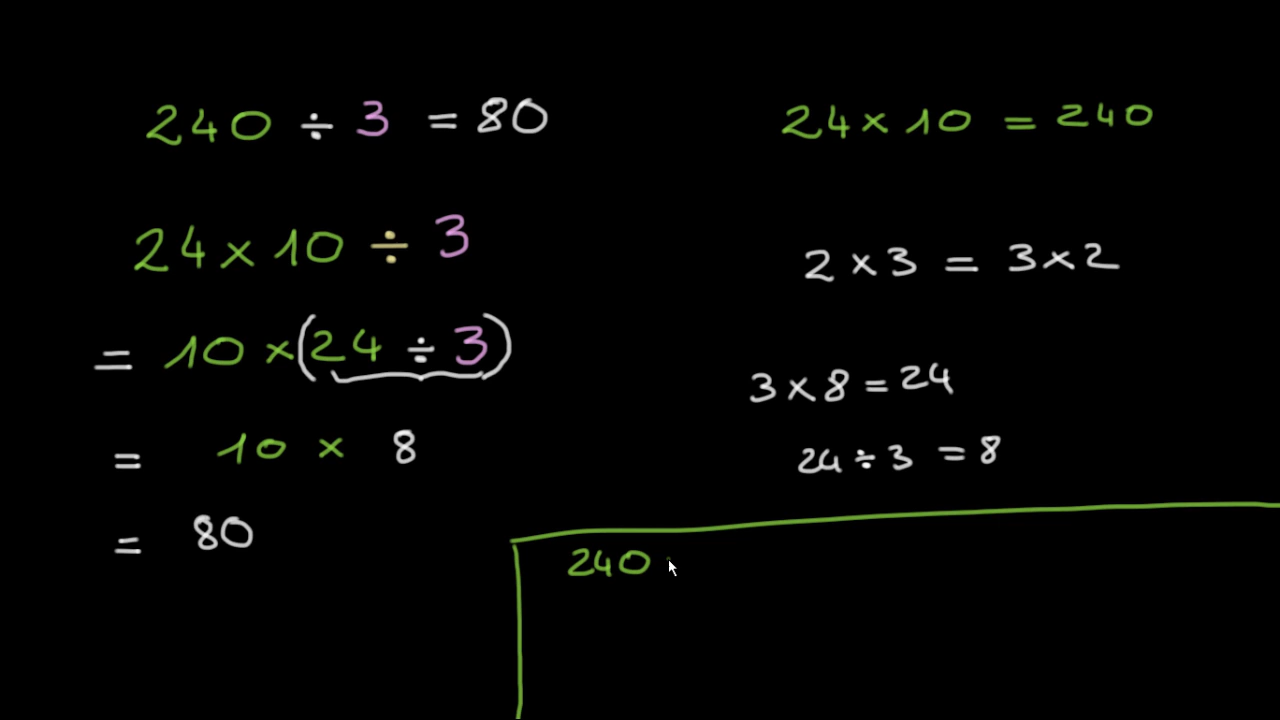 240 ÷ 3 = 80
24 × 10 ÷ 3
= 10 × (24 ÷ 3)
= 10 × 8
= 80
24 × 10 = 240
2 × 3 = 3 × 2
3 × 8 = 24
24 ÷ 3 = 8
240